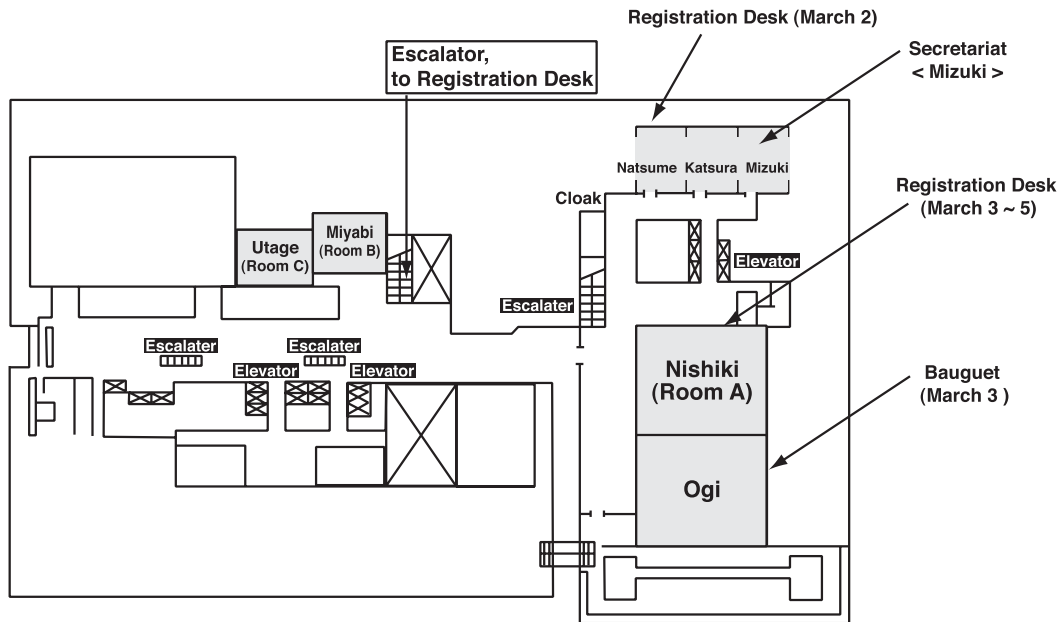 Registration Desk (March 2)
Escalator,
to Registration Desk
Secretariat
< Mizuki >
Natsume Katsura Mizuki
Registration Desk
(March 3 ~ 5)
Cloak
Miyabi
(Room B)
Utage
(Room C)
Elevator
Escalater
Escalater
Escalater
Elevator
Elevator
Nishiki
(Room A)
Bauguet
(March 3 )
Ogi